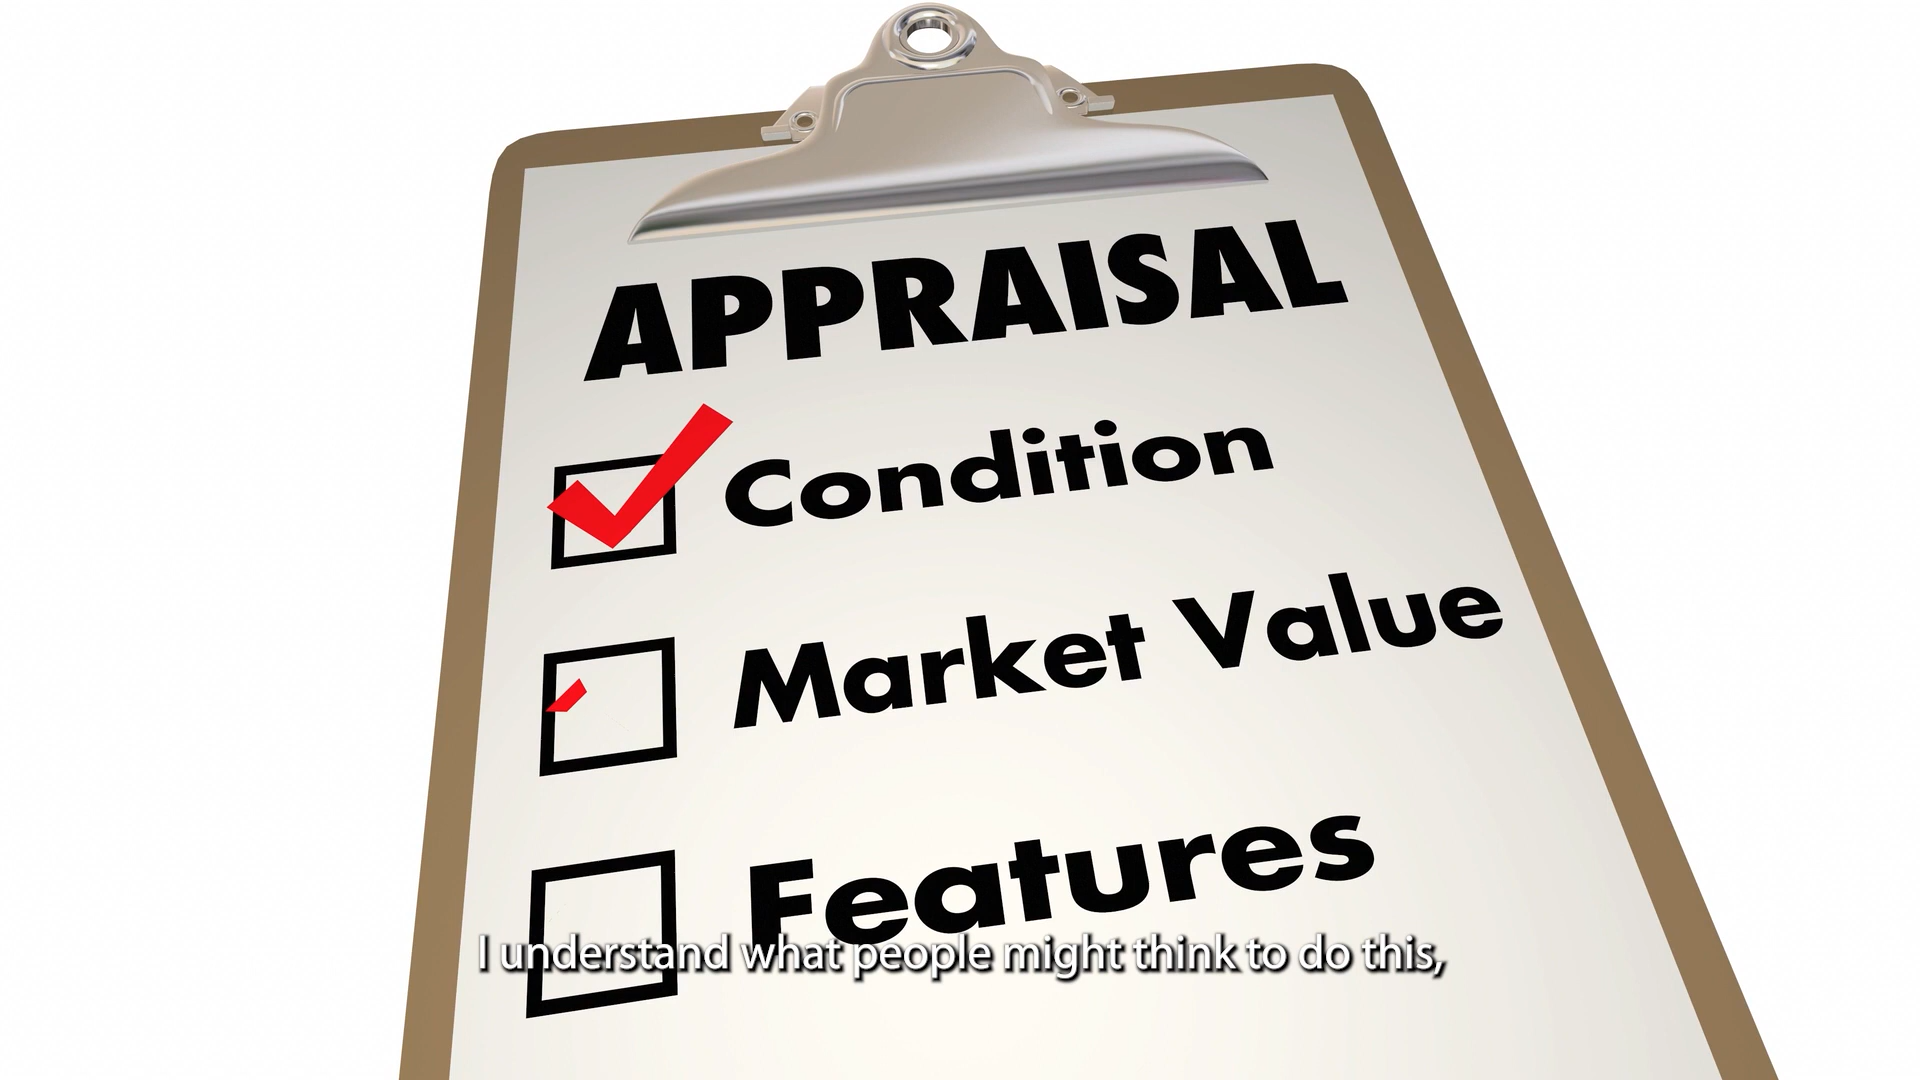 APPRAISAL
Condition
Market Value
Features
I understand what people might think to do this,